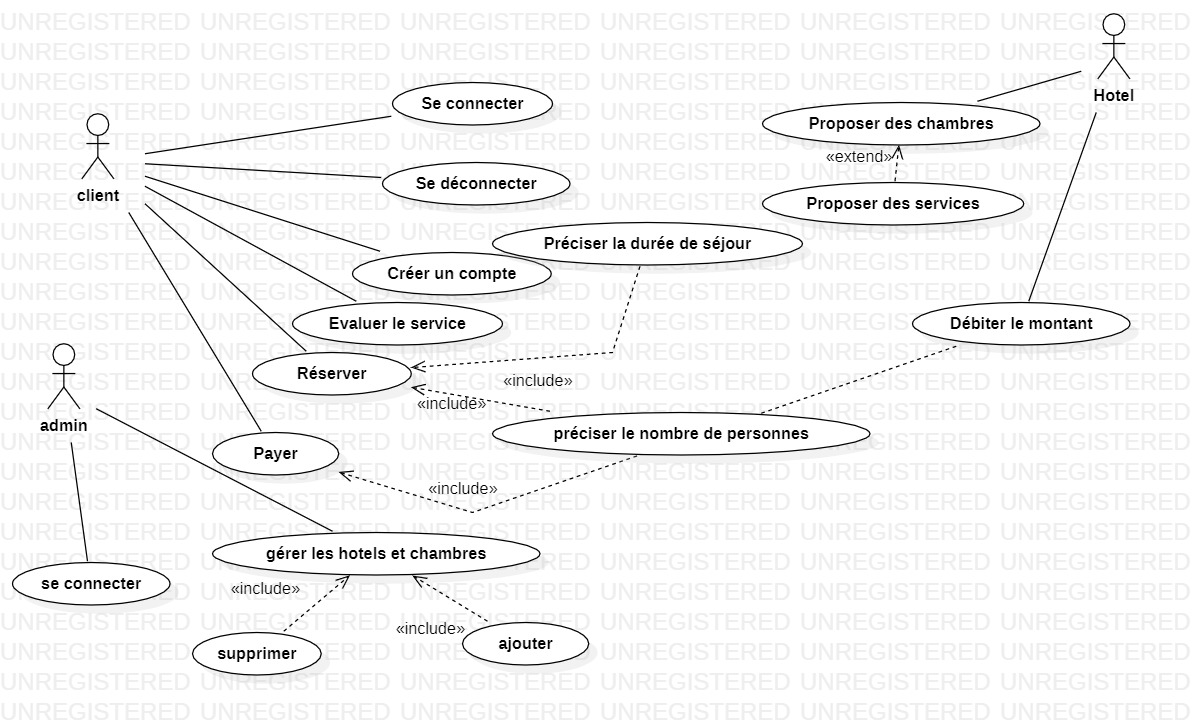 UNREGISTERED
Hotel
Se connecter
Proposer des chambres
client
«extend»
Se déconnecter
Proposer des services
Préciser la durée de séjour
Créer un compte
Evaluer le service
Débiter le montant
Réserver
«include»
«include»
admin
préciser le nombre de personnes
Payer
«include»
gérer les hotels et chambres
se connecter
«include»
«include»
supprimer
ajouter